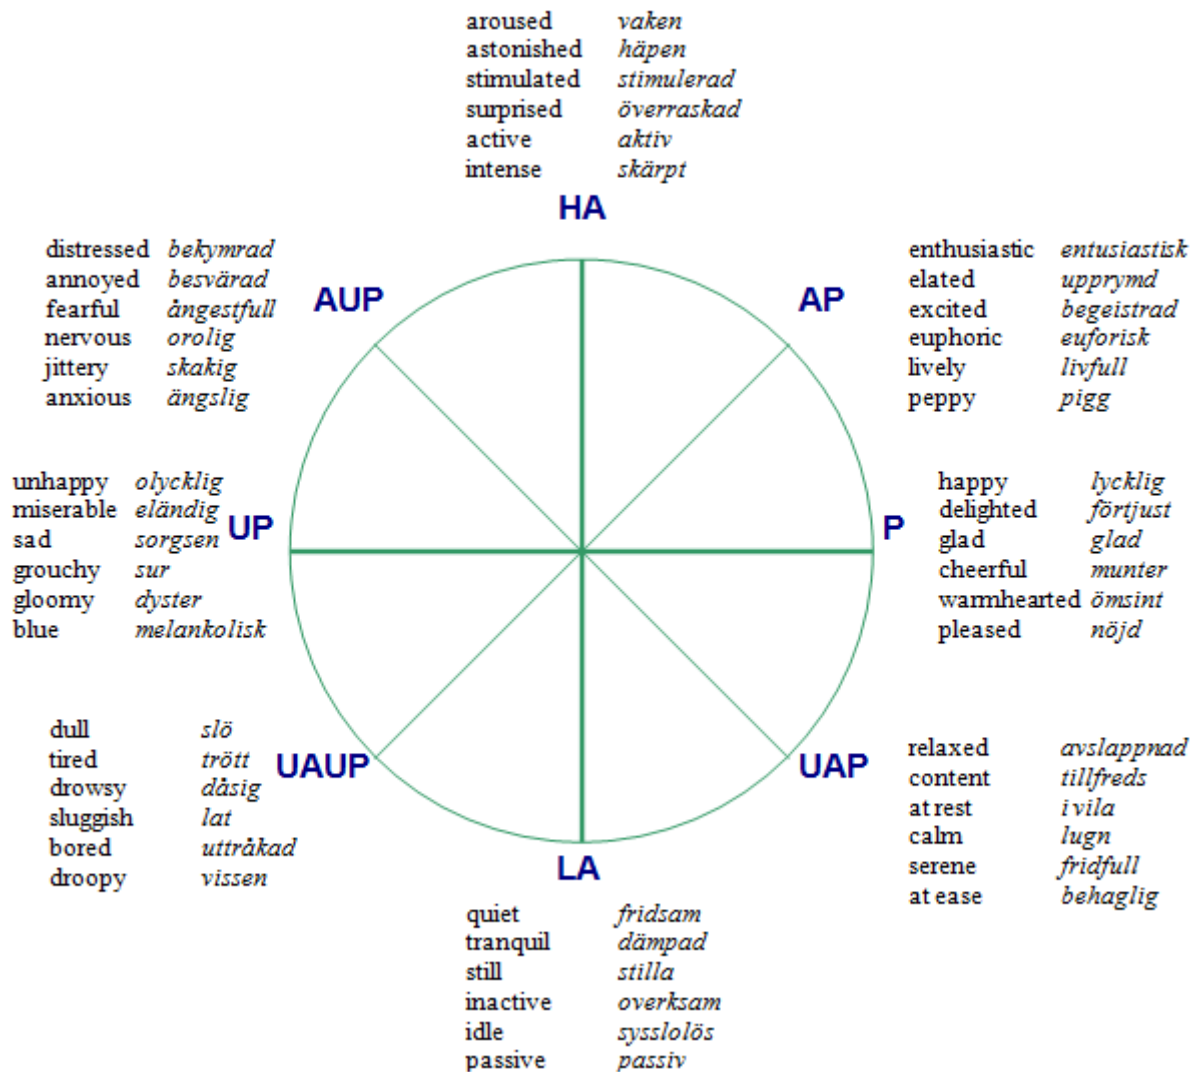 aroused vaken
astonished häpen
stimulated stimulerad
surprised överraskad
active aktiv
intense skärpt
HA
distressed bekymrad
annoyed besvärad
fearful ångestfull
nervous orolig
jittery skakig
anxious ängslig
AUP
AP
enthusiastic entusiastisk
elated upprymd
excited begeistrad
euphoric euforisk
lively livfull
peppy pigg
unhappy olycklig
miserable eländig
sad sorgsen
grouchy sur
gloomy dyster
blue melankolisk
UP
P
happy lycklig
delighted förtjust
glad glad
cheerful munter
warmhearted ömsint
pleased nöjd
dull slö
tired trött
drowsy dåsig
sluggish lat
bored uttråkad
droopy vissen
UAUP
UAP
relaxed avslappnad
content tillfreds
at rest i vila
calm lugn
serene fridfull
at ease behaglig
LA
quiet fridsam
tranquil dämpad
still stilla
inactive overksam
idle sysslolös
passive passiv